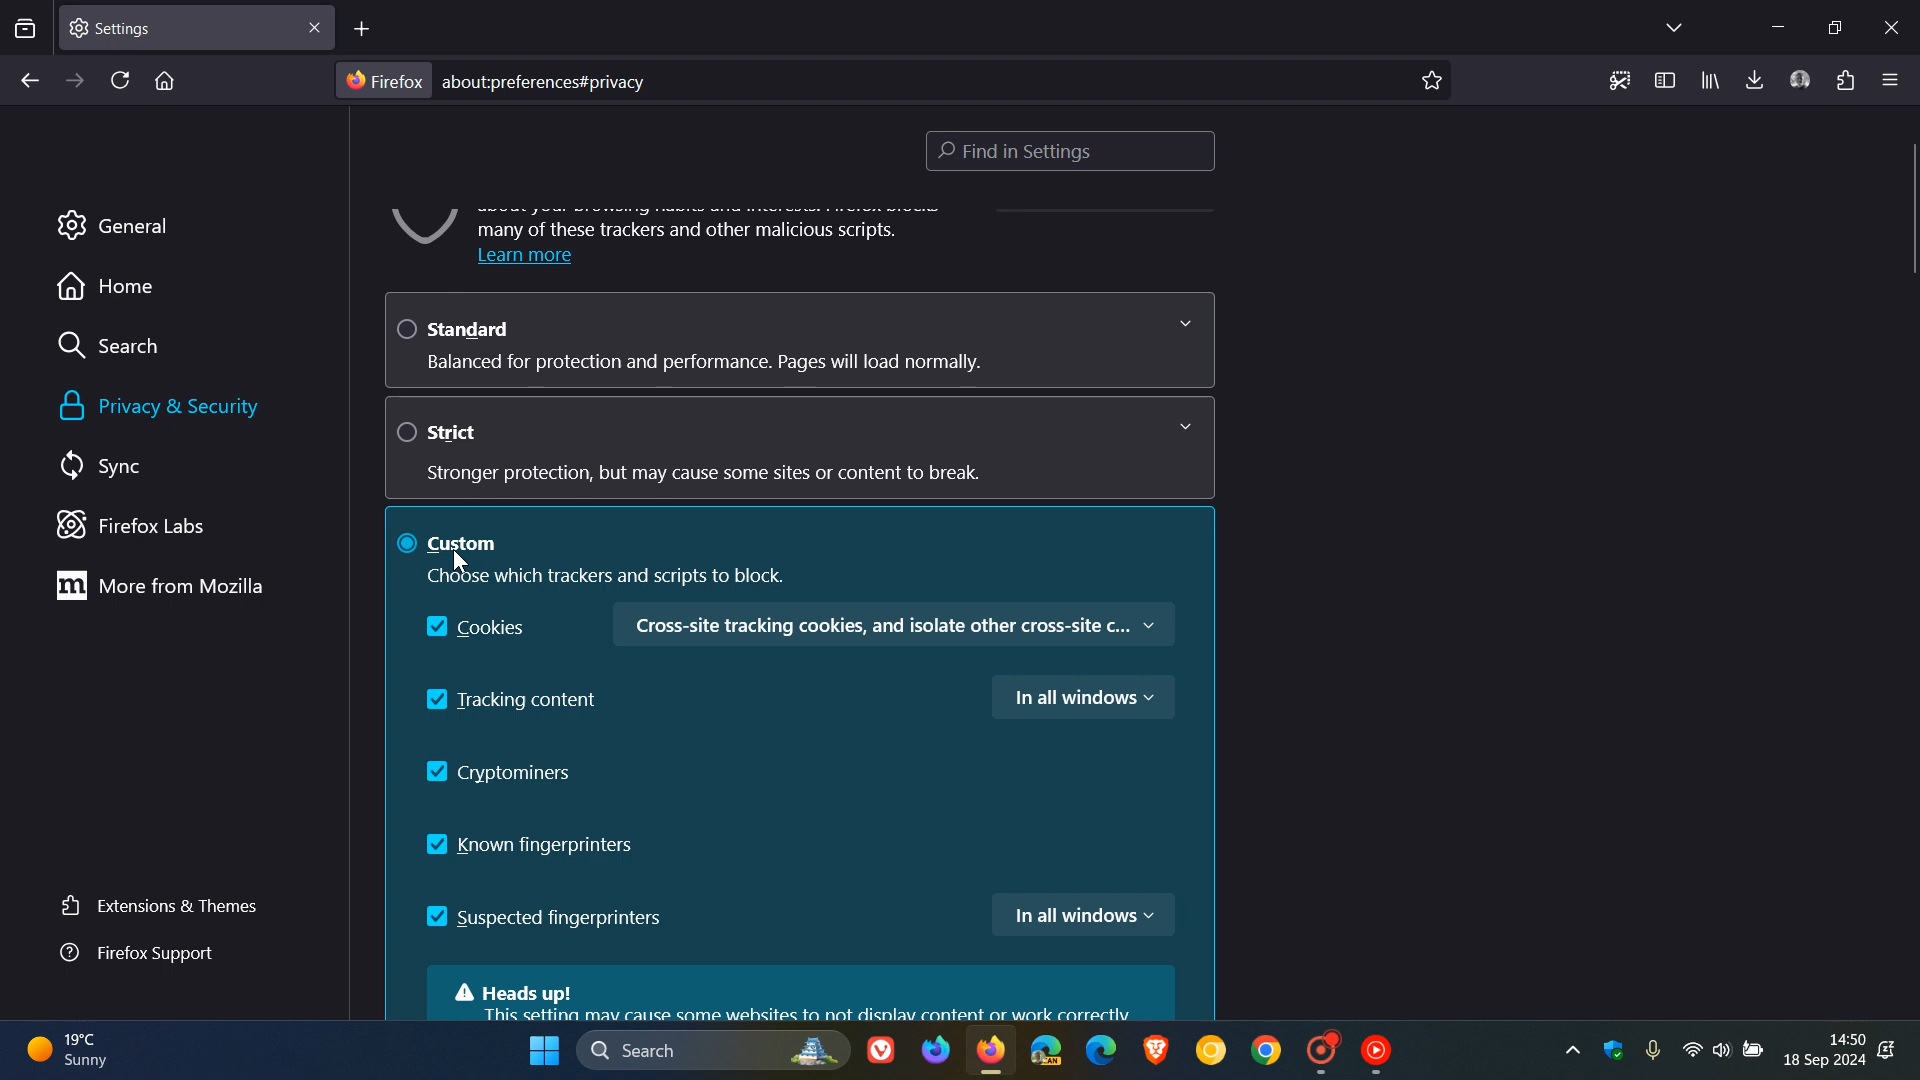 Settings
Firefox about:preferences#privacy
Find in Settings
General
Home
Search
Privacy & Security
Sync
Firefox Labs
More from Mozilla
Extensions & Themes
Firefox Support
many of these trackers and other malicious scripts.
Learn more
Standard
Balanced for protection and performance. Pages will load normally.
Strict
Stronger protection, but may cause some sites or content to break.
Custom
Choose which trackers and scripts to block.
Cookies Cross-site tracking cookies, and isolate other cross-site c...
Tracking content In all windows
Cryptominers
Known fingerprinters
Suspected fingerprinters In all windows
Heads up!
This setting may cause some websites to not display content or work correctly
19°C
Sunny
Search
CAN
14:50
18 Sep 2024